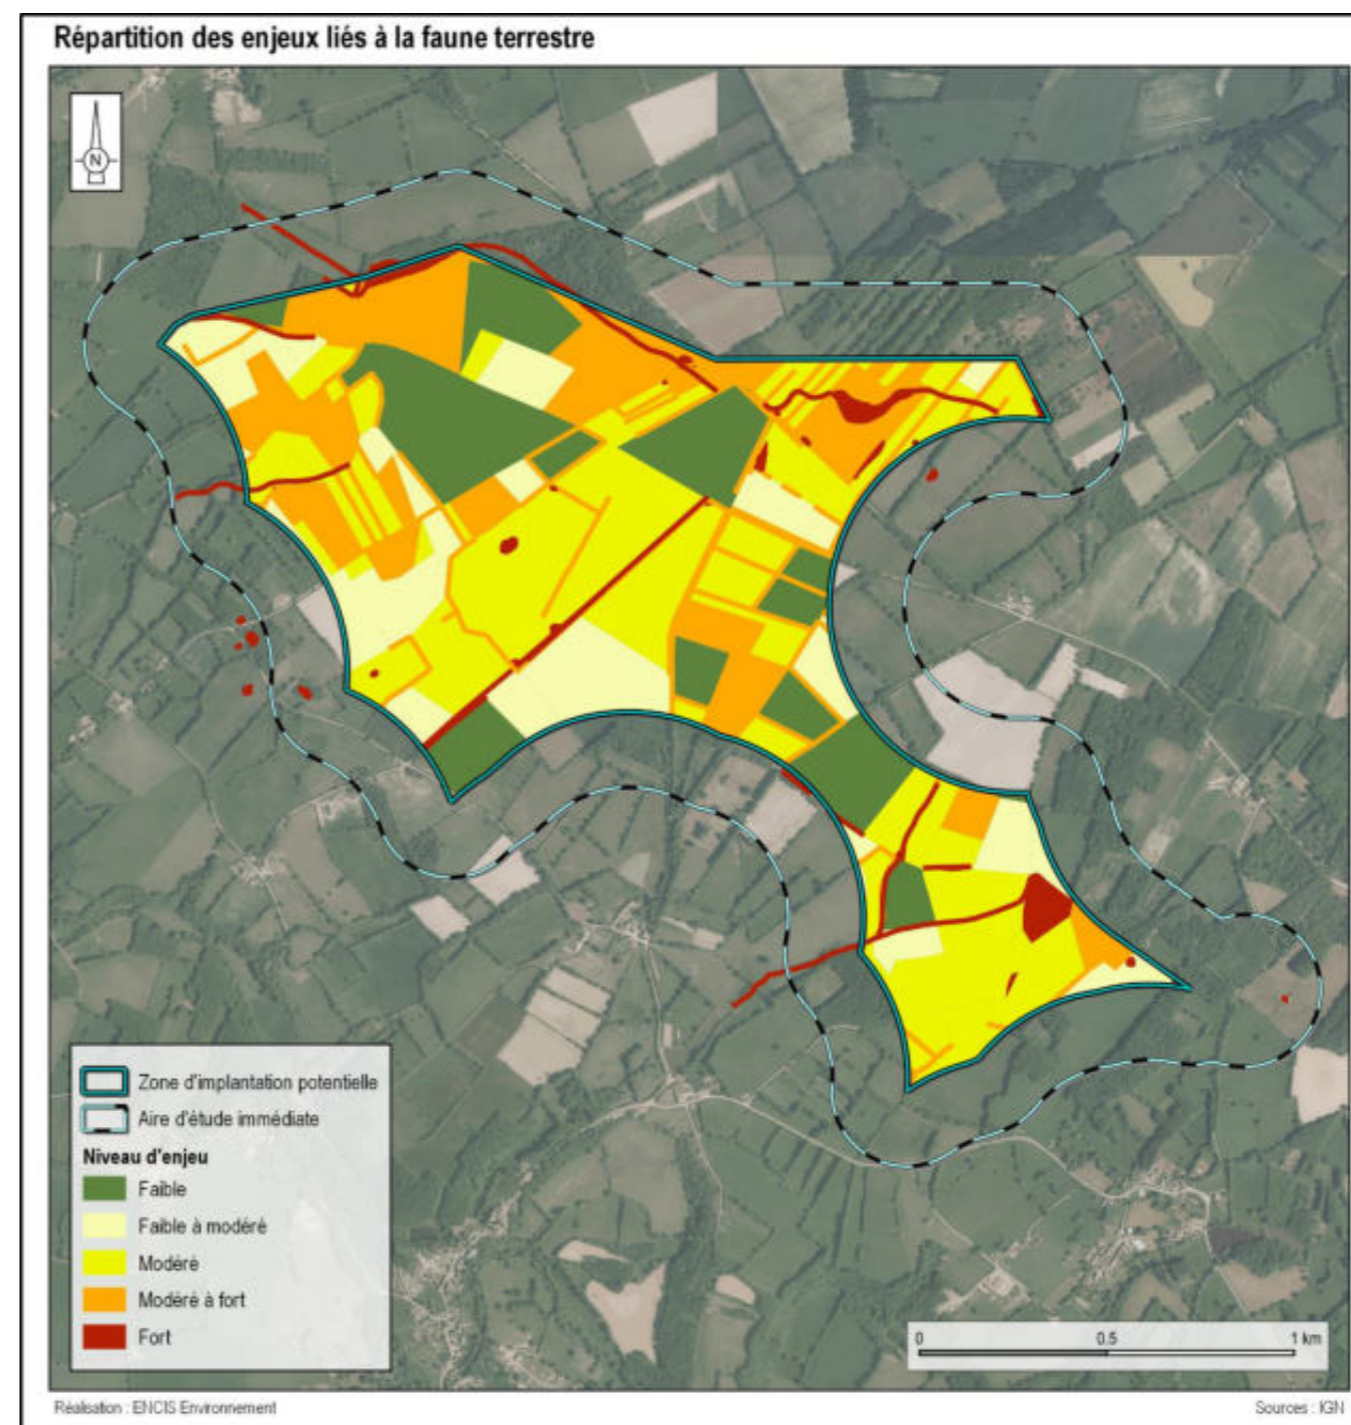 Répartition des enjeux liés à la faune terrestre
N
Zone d'implantation potentielle
Aire d'étude immédiate
Niveau d'enjeu
Faible
Faible à modéré
Modéré
Modéré à fort
Fort
0 0.5 1 km
Réalisation : ENCIS Environnement
Sources : IGN